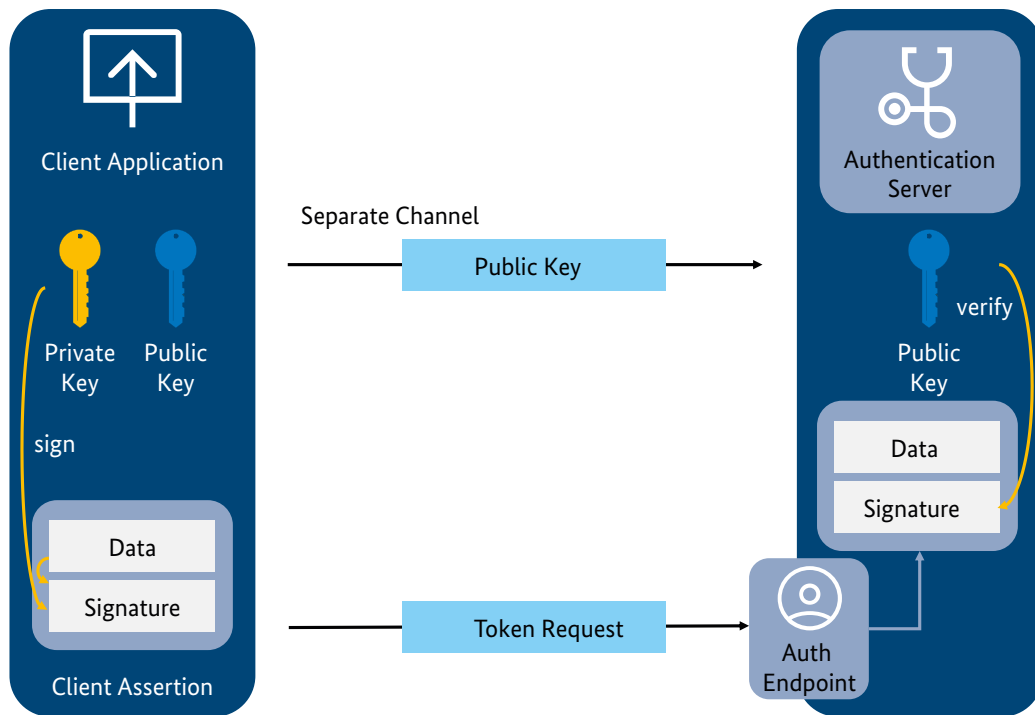 Client Application
Private
Key
Public
Key
sign
Data
Signature
Client Assertion
Separate Channel
Public Key
Token Request
Authentication
Server
verify
Public
Key
Data
Signature
Auth
Endpoint